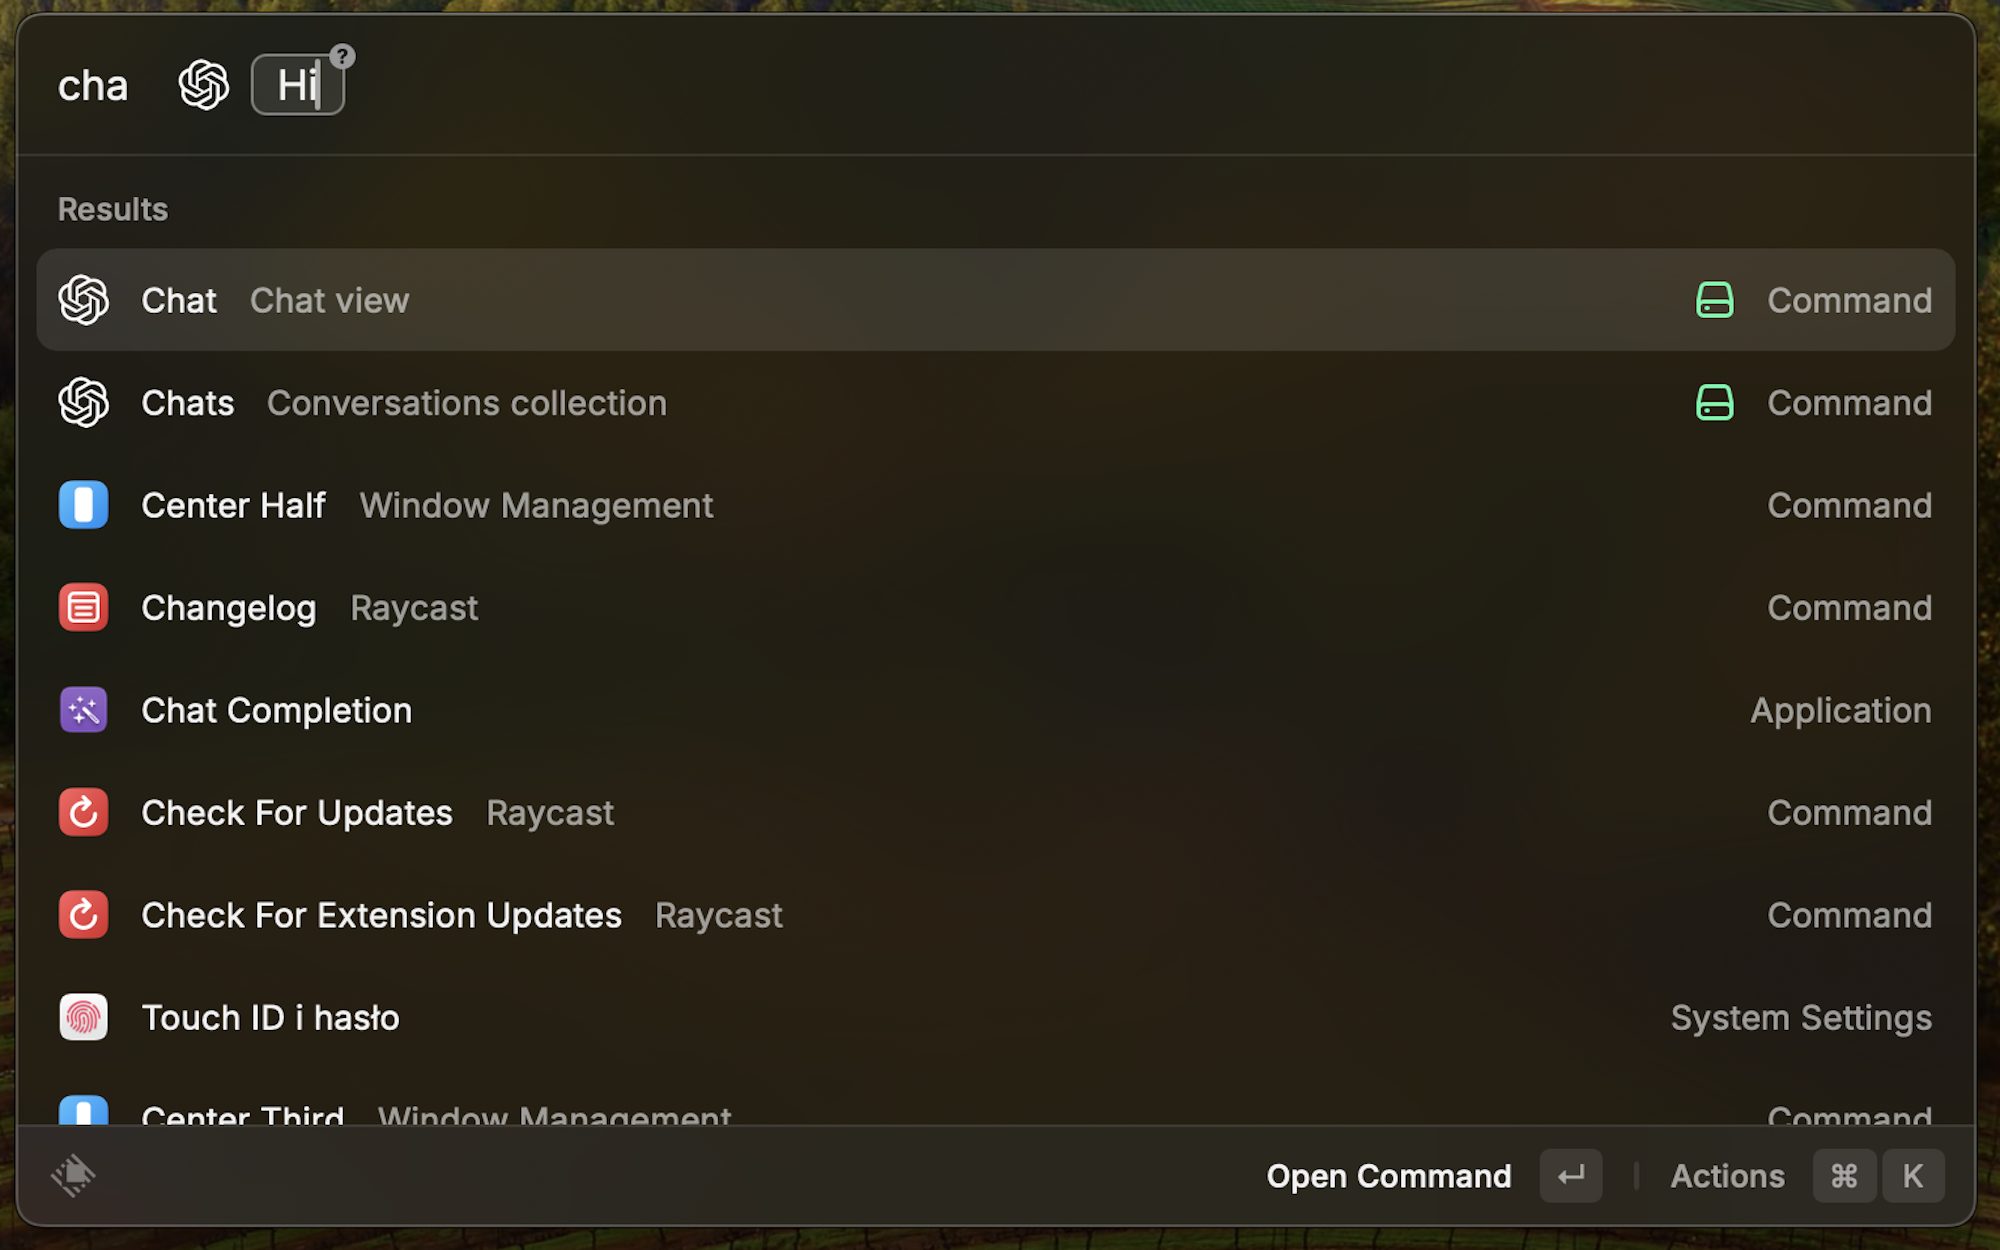 cha Hi ?
Results
Chat Chat view Command
Chats Conversations collection Command
Center Half Window Management Command
Changelog Raycast Command
Chat Completion Application
Check For Updates Raycast Command
Check For Extension Updates Raycast Command
Touch ID i hasło System Settings
Center Third Window Management Command
Open Command ↵ Actions ⌘ K